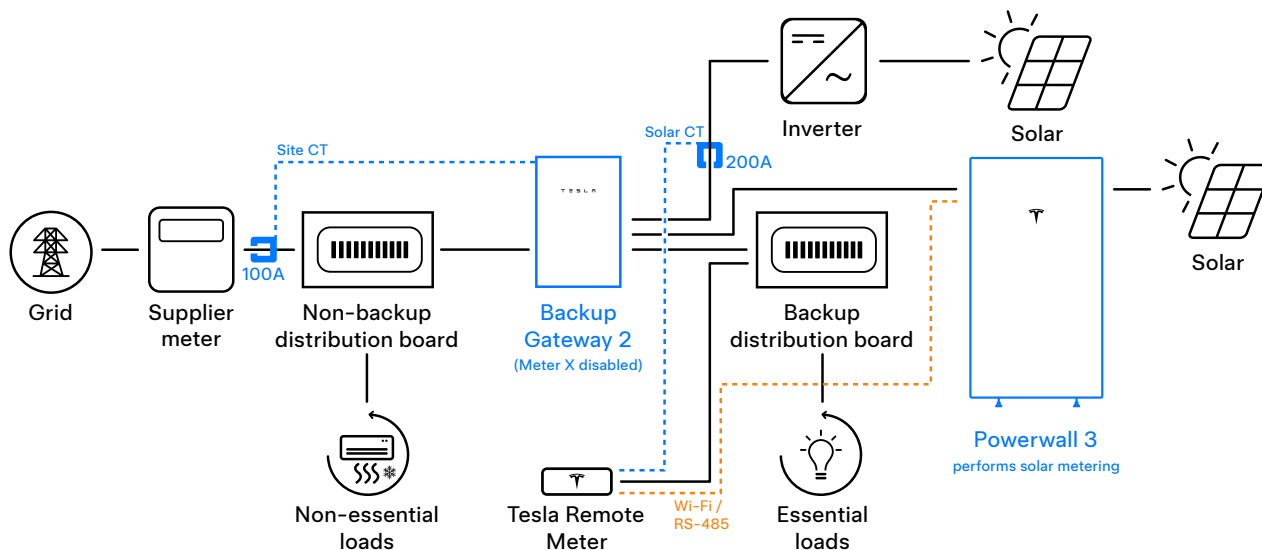 Inverter
Solar
Solar CT
200A
Site CT
TESLA
100A
Solar
Grid
Supplier
meter
Non-backup
distribution board
Backup
Gateway 2
(Meter X disabled)
Backup
distribution board
Powerwall 3
performs solar metering
Non-essential
loads
Tesla Remote
Meter
Wi-Fi /
RS-485
Essential
loads